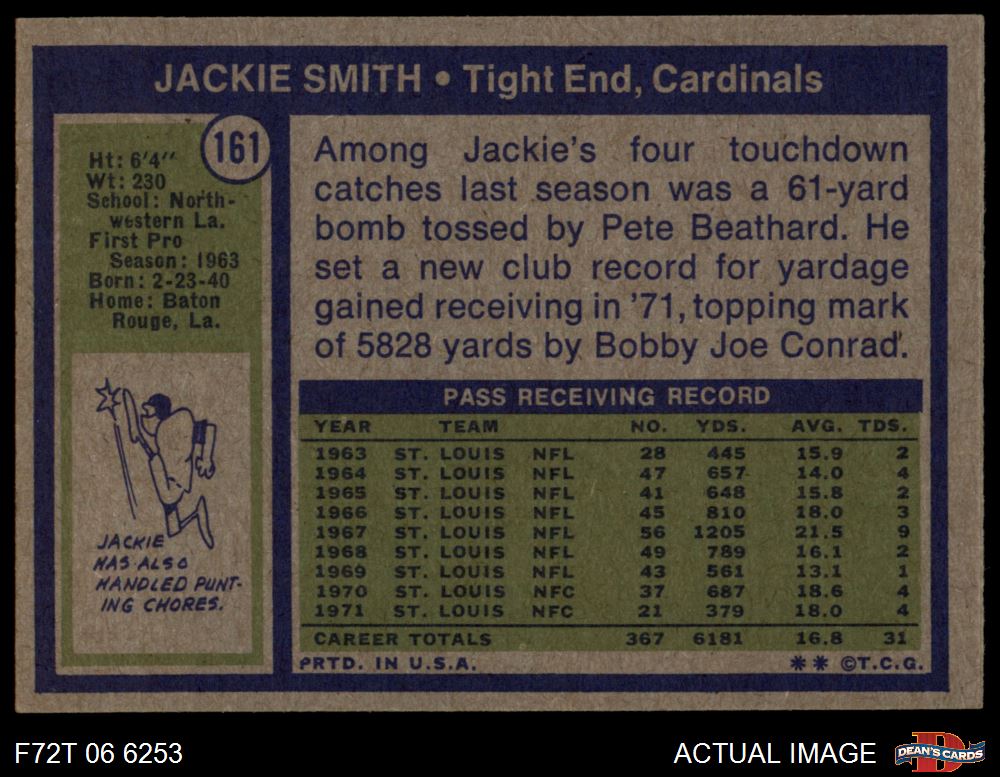 JACKIE SMITH • Tight End, Cardinals
161
Ht: 6'4''
Wt: 230
School: North-
western La.
First Pro
Season: 1963
Born: 2-23-40
Home: Baton
Rouge, La.
JACKIE
HAS ALSO
HANDLED PUNT-
ING CHORES.
Among Jackie's four touchdown
catches last season was a 61-yard
bomb tossed by Pete Beathard. He
set a new club record for yardage
gained receiving in '71, topping mark
of 5828 yards by Bobby Joe Conrad.
PASS RECEIVING RECORD
YEAR TEAM NO. YDS. AVG. TDS.
1963 ST. LOUIS NFL 28 445 15.9 2
1964 ST. LOUIS NFL 47 657 14.0 4
1965 ST. LOUIS NFL 41 648 15.8 2
1966 ST. LOUIS NFL 45 810 18.0 3
1967 ST. LOUIS NFL 56 1205 21.5 9
1968 ST. LOUIS NFL 49 789 16.1 2
1969 ST. LOUIS NFL 43 561 13.1 1
1970 ST. LOUIS NFC 37 687 18.6 4
1971 ST. LOUIS NFC 21 379 18.0 4
CAREER TOTALS 367 6181 16.8 31
PRTD. IN U.S.A. ** ©T.C.G.
F72T 06 6253
ACTUAL IMAGE
D
DEAN'S CARDS